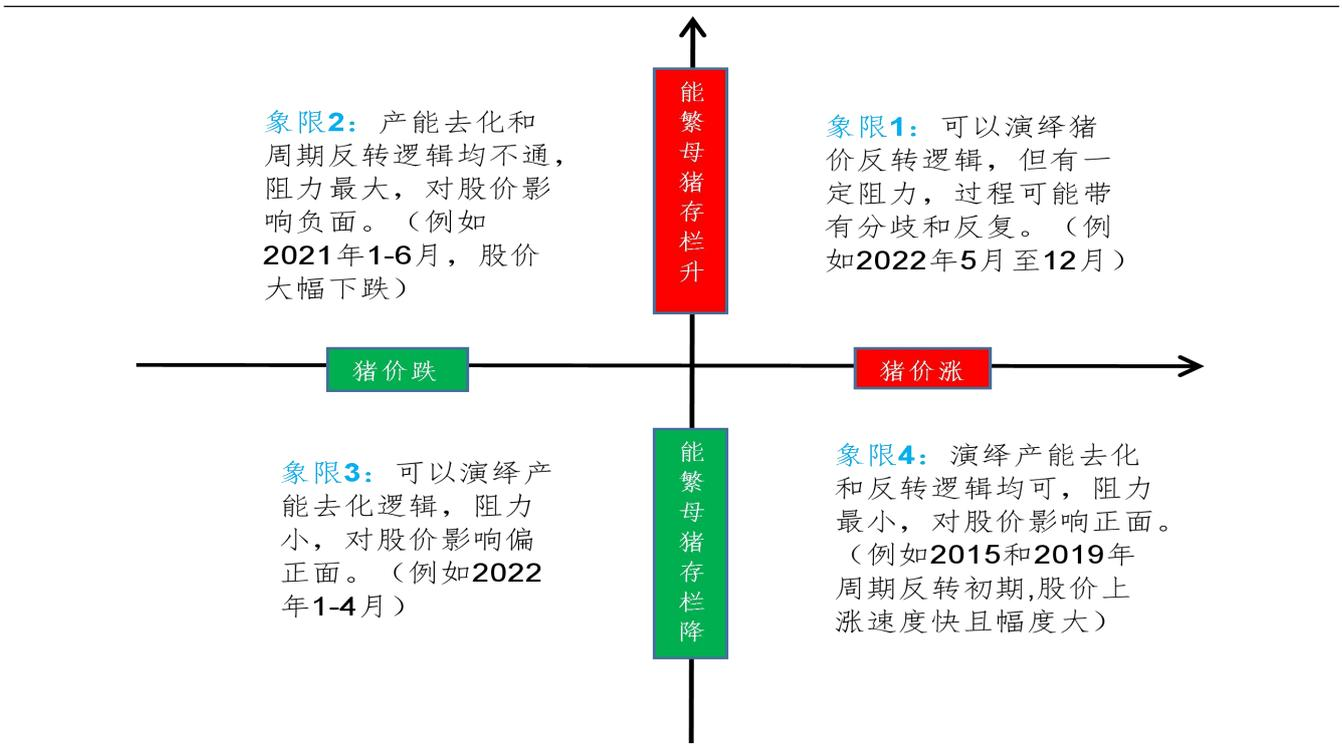 能繁母猪存栏升
象限2：产能去化和
周期反转逻辑均不通，
阻力最大，对股价影
响负面。（例如
2021年1-6月，股价
大幅下跌）
象限1：可以演绎猪
价反转逻辑，但有一
定阻力，过程可能带
有分歧和反复。（例
如2022年5月至12月）
猪价跌
猪价涨
象限3：可以演绎产
能去化逻辑，阻力
小，对股价影响偏
正面。（例如2022
年1-4月）
能繁母猪存栏降
象限4：演绎产能去化
和反转逻辑均可，阻力
最小，对股价影响正面。
（例如2015和2019年
周期反转初期,股价上
涨速度快且幅度大）